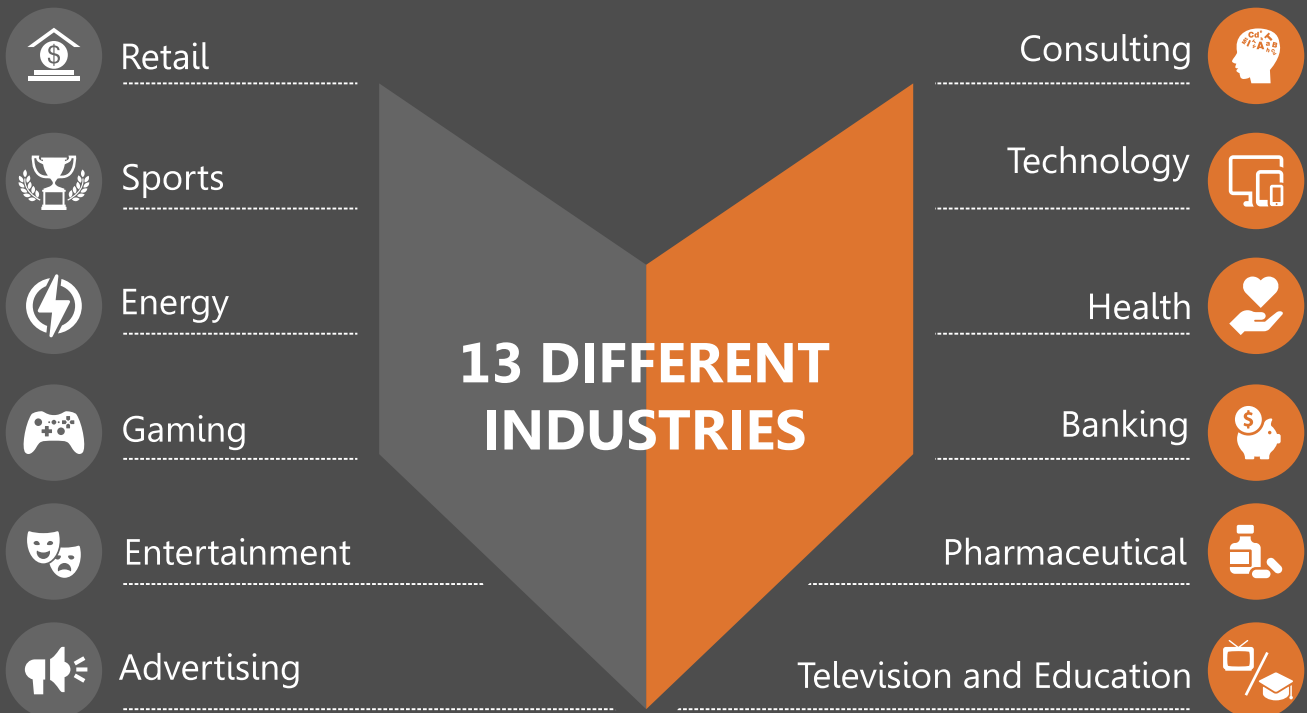 Retail
Sports
Energy
Gaming
Entertainment
Advertising
13 DIFFERENT
INDUSTRIES
Consulting
Technology
Health
Banking
Pharmaceutical
Television and Education